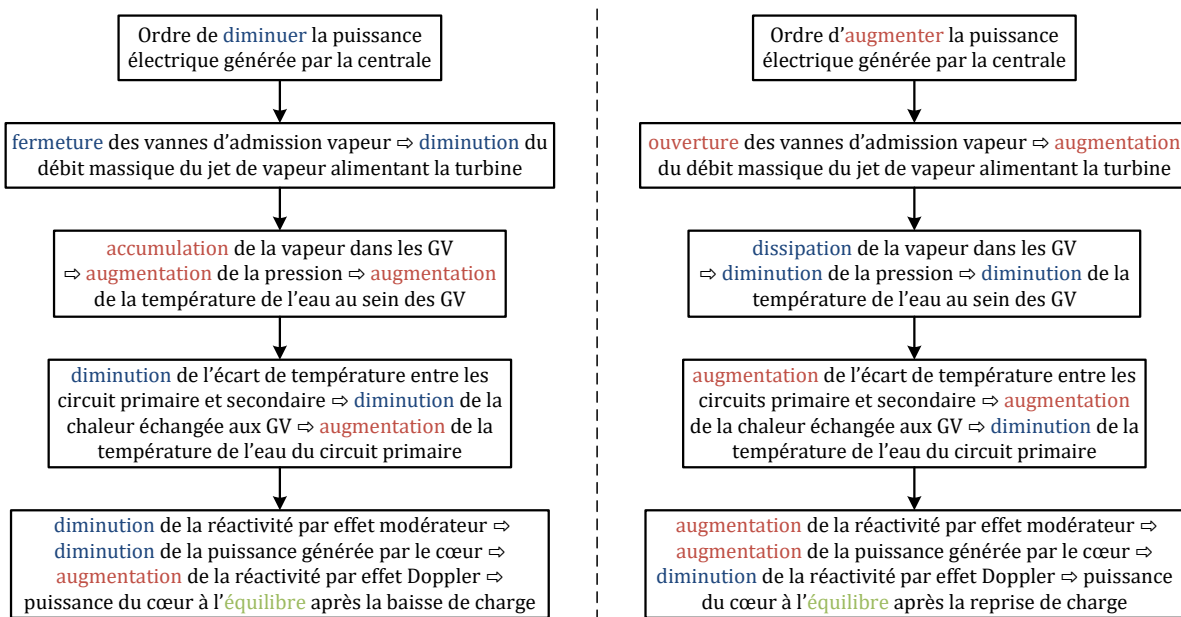 Ordre de diminuer la puissance
électrique générée par la centrale
fermeture des vannes d'admission vapeur ⇨ diminution du
débit massique du jet de vapeur alimentant la turbine
accumulation de la vapeur dans les GV
⇨ augmentation de la pression ⇨ augmentation
de la température de l'eau au sein des GV
diminution de l'écart de température entre les
circuit primaire et secondaire ⇨ diminution de la
chaleur échangée aux GV ⇨ augmentation de la
température de l'eau du circuit primaire
diminution de la réactivité par effet modérateur ⇨
diminution de la puissance générée par le cœur ⇨
augmentation de la réactivité par effet Doppler ⇨
puissance du cœur à l'équilibre après la baisse de charge
Ordre d'augmenter la puissance
électrique générée par la centrale
ouverture des vannes d'admission vapeur ⇨ augmentation
du débit massique du jet de vapeur alimentant la turbine
dissipation de la vapeur dans les GV
⇨ diminution de la pression ⇨ diminution de la
température de l'eau au sein des GV
augmentation de l'écart de température entre les
circuits primaire et secondaire ⇨ augmentation
de la chaleur échangée aux GV ⇨ diminution de la
température de l'eau du circuit primaire
augmentation de la réactivité par effet modérateur ⇨
augmentation de la puissance générée par le cœur ⇨
diminution de la réactivité par effet Doppler ⇨ puissance
du cœur à l'équilibre après la reprise de charge